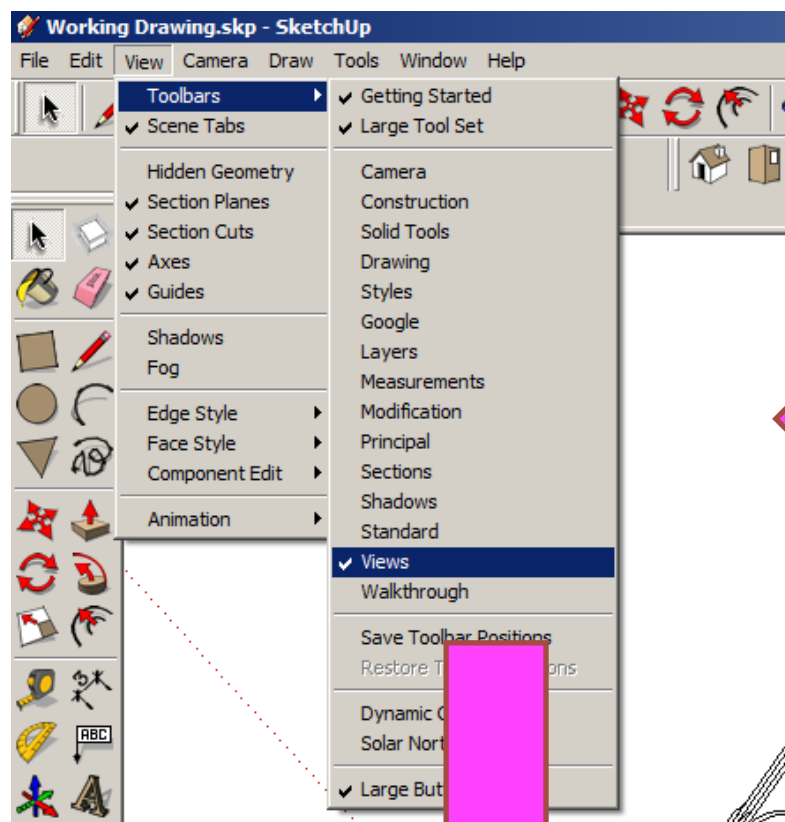 Working Drawing.skp - SketchUp
File Edit View Camera Draw Tools Window Help
Toolbars
Scene Tabs
Hidden Geometry
Section Planes
Section Cuts
Axes
Guides
Shadows
Fog
Edge Style
Face Style
Component Edit
Animation
Getting Started
Large Tool Set
Camera
Construction
Solid Tools
Drawing
Styles
Google
Layers
Measurements
Modification
Principal
Sections
Shadows
Standard
Views
Walkthrough
Save Toolbar Positions
Restore
Dynamic
Solar
Large
ABC